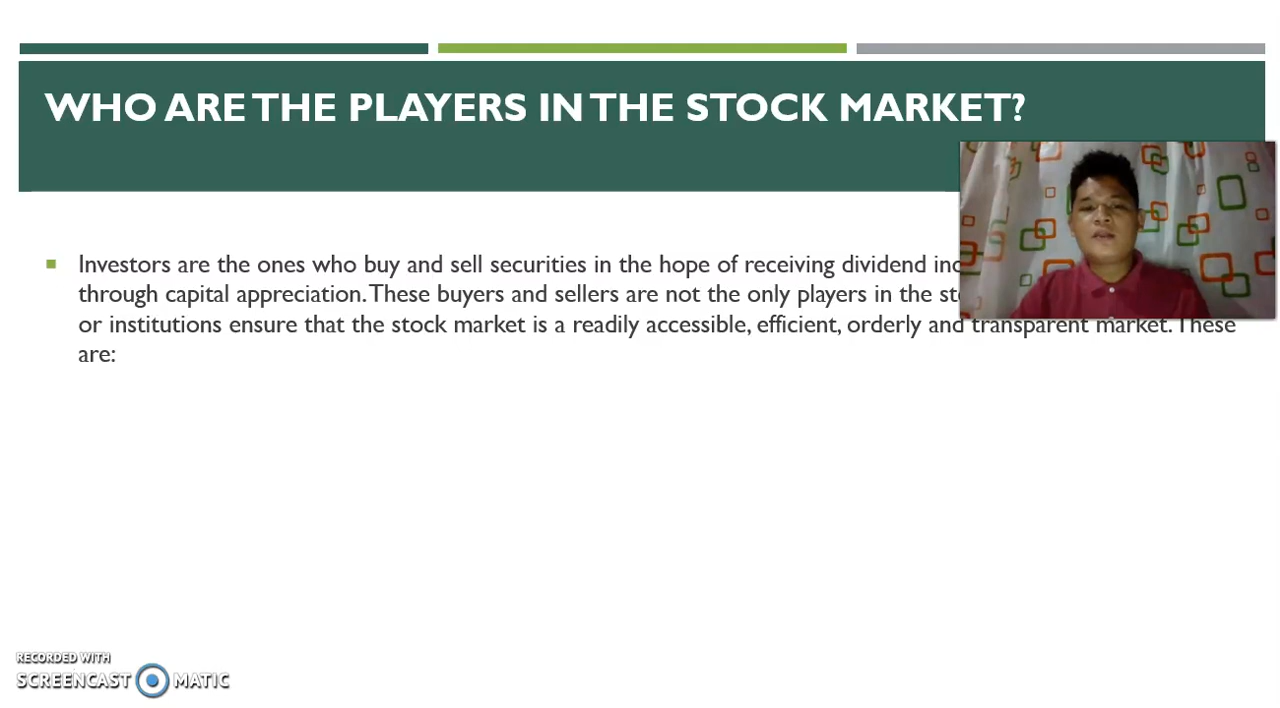 WHO ARE THE PLAYERS IN THE STOCK MARKET?
Investors are the ones who buy and sell securities in the hope of receiving dividend
through capital appreciation. These buyers and sellers are not the only players in the
or institutions ensure that the stock market is a readily accessible, efficient, orderly and transparent market. These
are:
RECORDED WITH
SCREENCAST MATIC